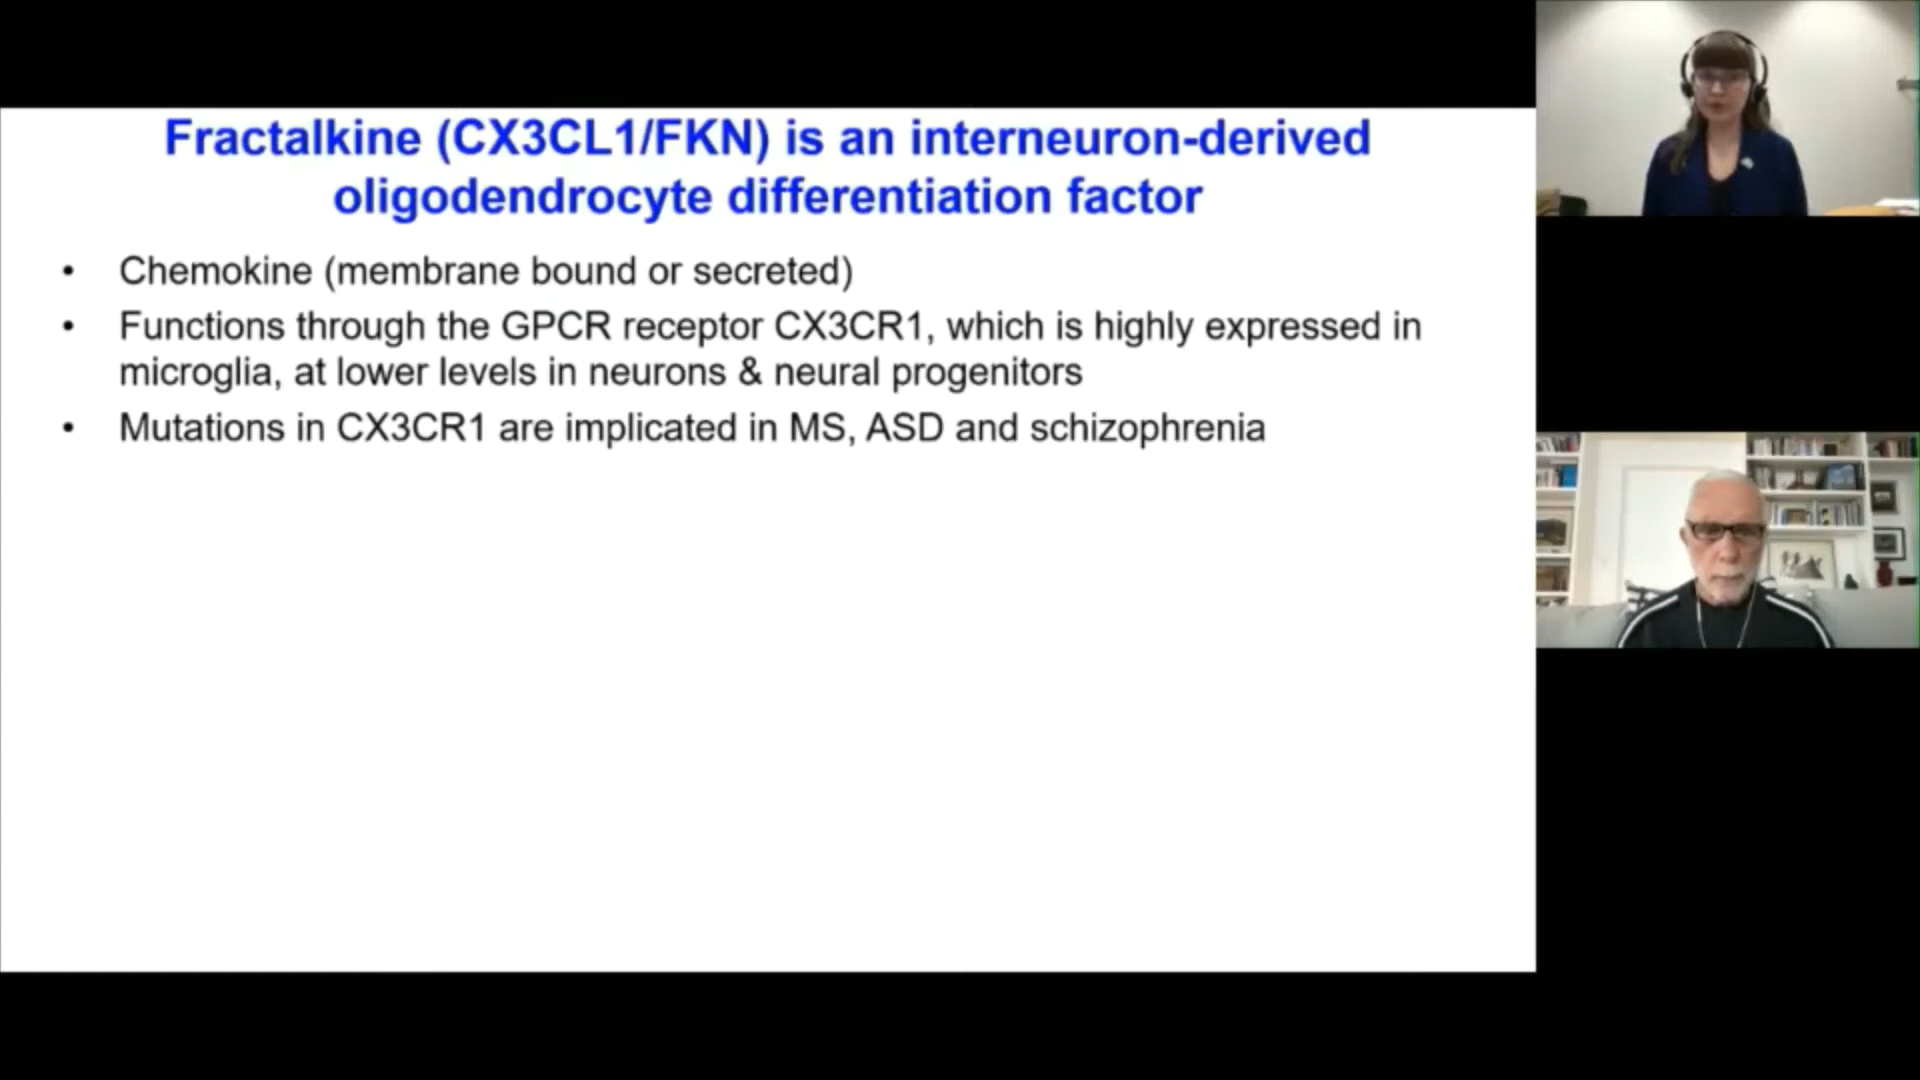 Fractalkine (CX3CL1/FKN) is an interneuron-derived
oligodendrocyte differentiation factor
• Chemokine (membrane bound or secreted)
• Functions through the GPCR receptor CX3CR1, which is highly expressed in
microglia, at lower levels in neurons & neural progenitors
• Mutations in CX3CR1 are implicated in MS, ASD and schizophrenia